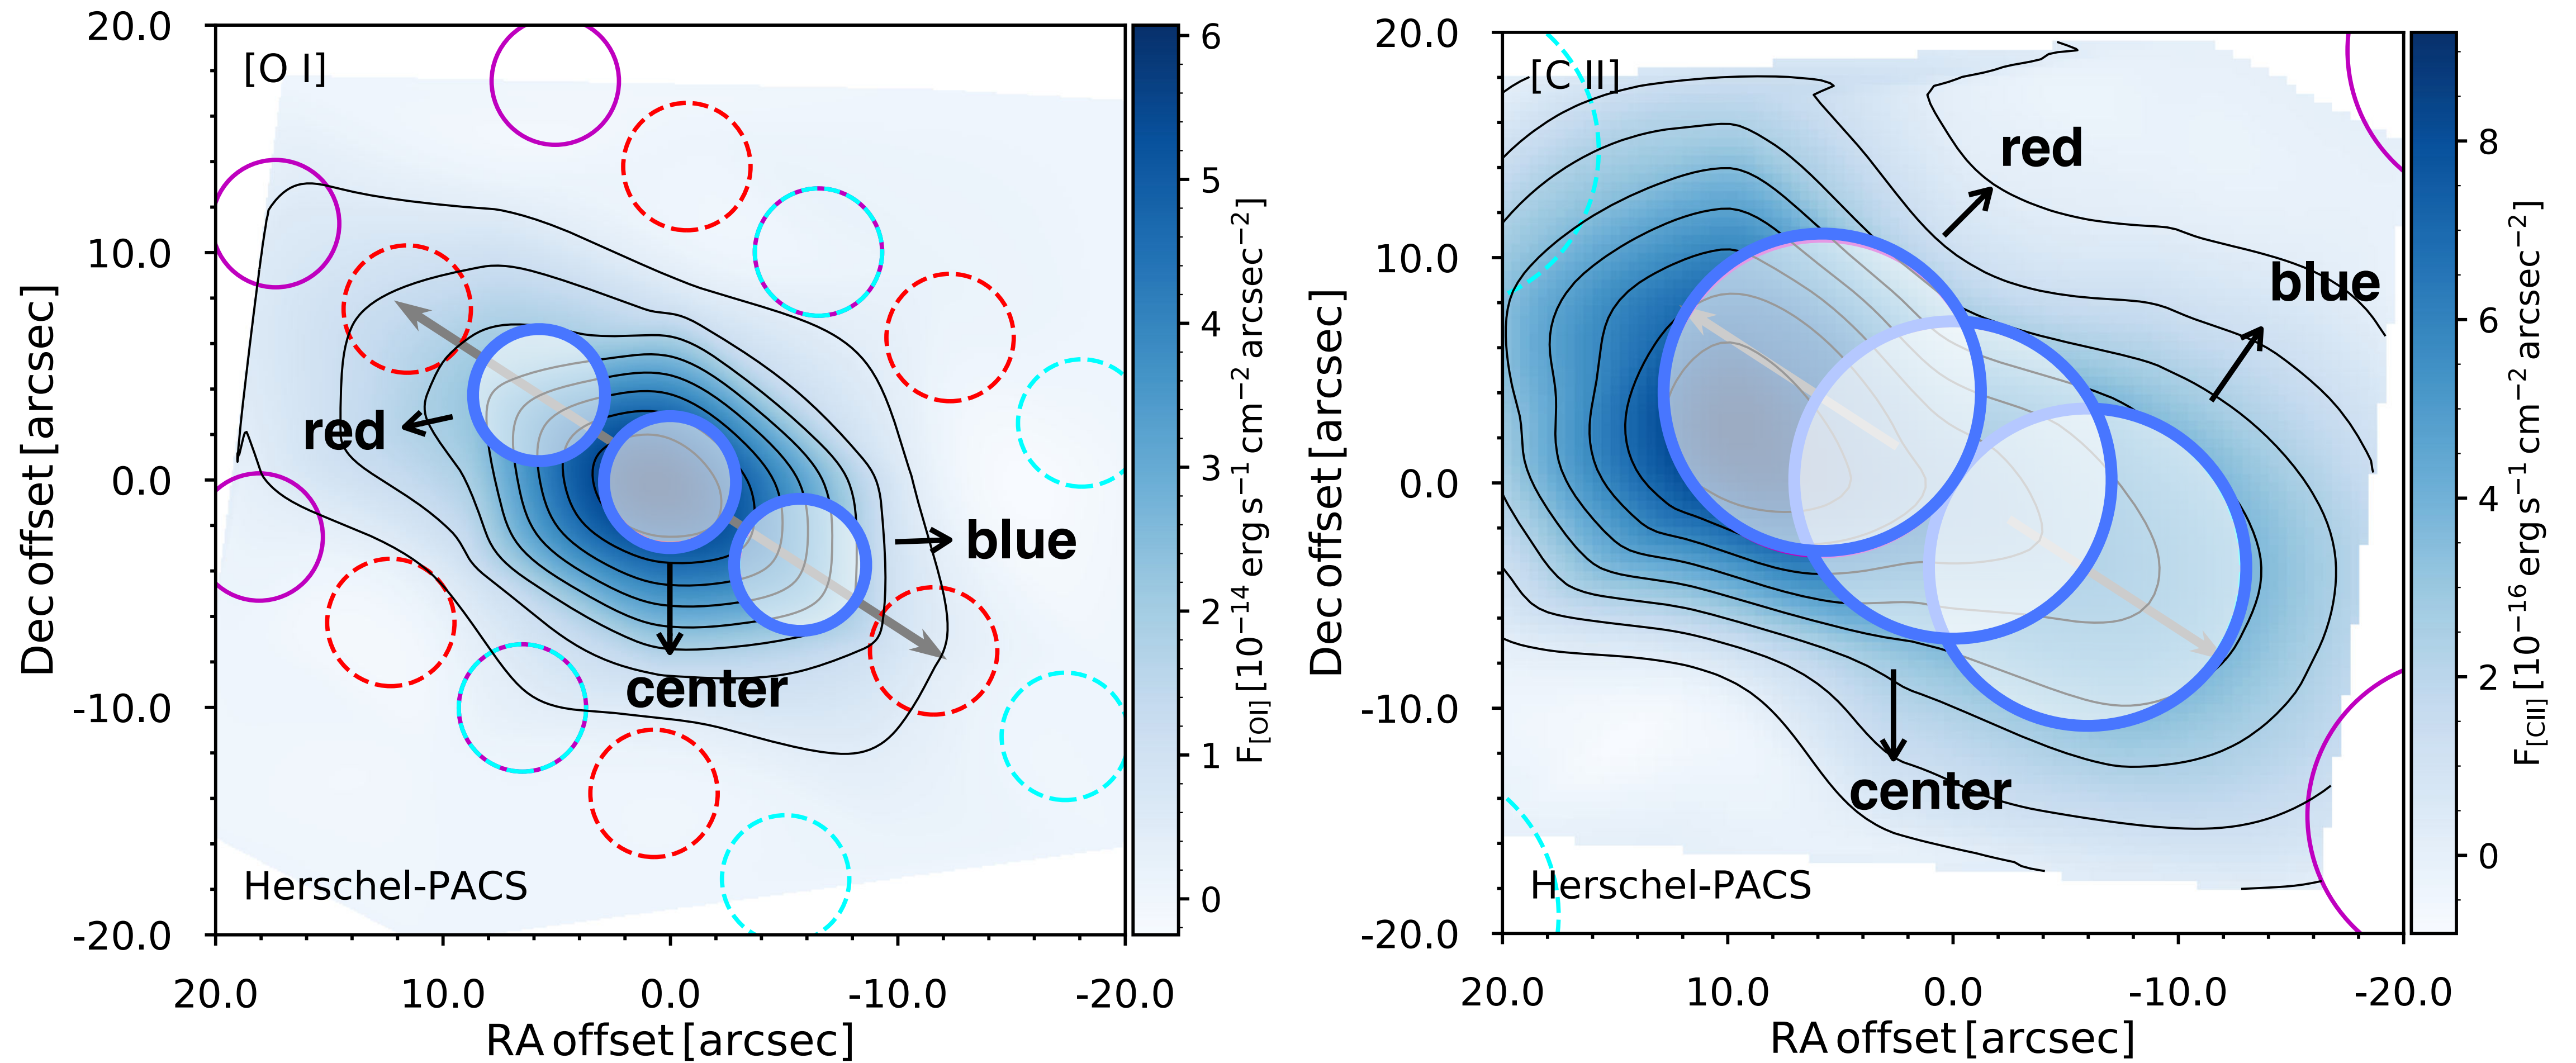 [O I]
20.0
10.0
0.0
-10.0
-20.0
Dec offset [arcsec]
red
blue
center
Herschel-PACS
20.0 10.0 0.0 -10.0 -20.0
RA offset [arcsec]
6
5
4
3
2
1
0
F[OI] [10−14 erg s−1 cm−2 arcsec−2]
[C II]
20.0
10.0
0.0
-10.0
-20.0
Dec offset [arcsec]
red
blue
center
Herschel-PACS
20.0 10.0 0.0 -10.0 -20.0
RA offset [arcsec]
8
6
4
2
0
F[CII] [10−16 erg s−1 cm−2 arcsec−2]